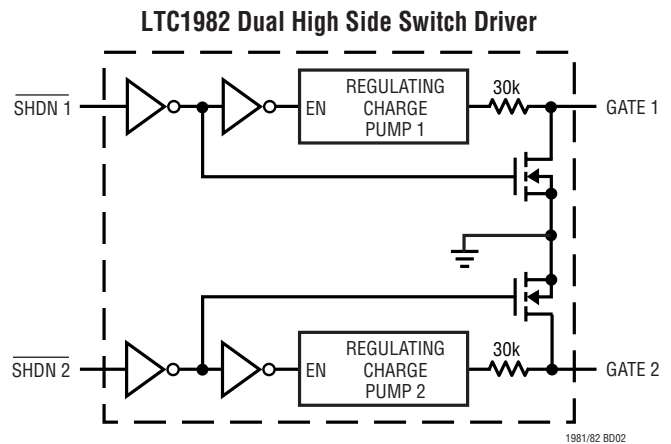 LTC1982 Dual High Side Switch Driver
SHDN 1
EN
REGULATING
CHARGE
PUMP 1
30k
GATE 1
SHDN 2
EN
REGULATING
CHARGE
PUMP 2
30k
GATE 2
1981/82 BD02